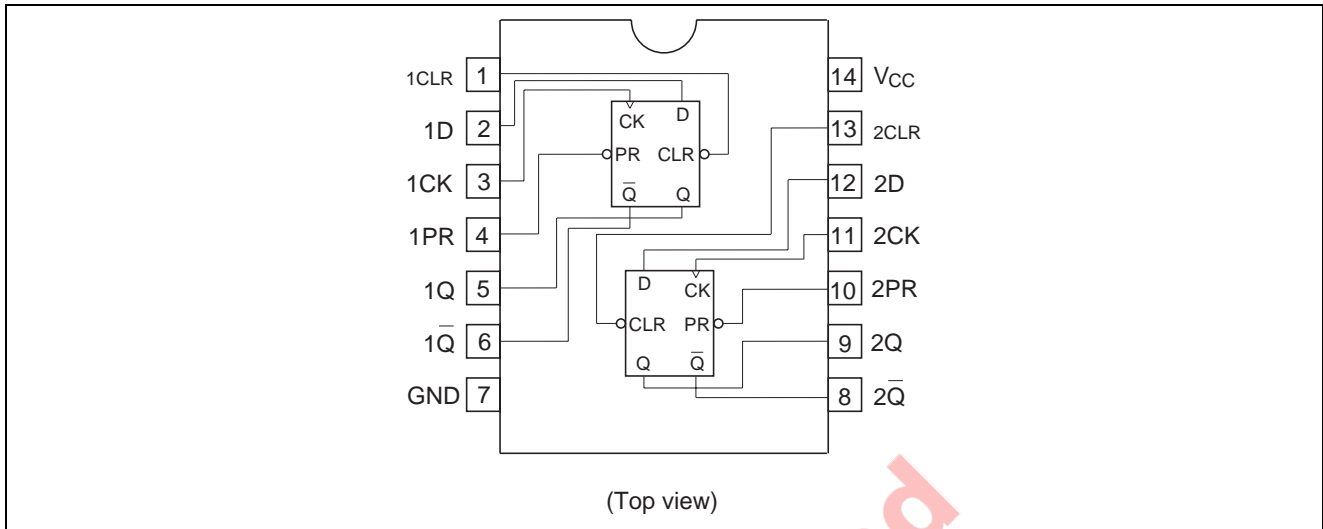 1CLR 1
1D 2
1CK 3
1PR 4
1Q 5
1Q̅ 6
GND 7
14 VCC
13 2CLR
12 2D
11 2CK
10 2PR
9 2Q
8 2Q̅
CK D
PR CLR
Q̅ Q
D CK
CLR PR
Q Q̅
(Top view)